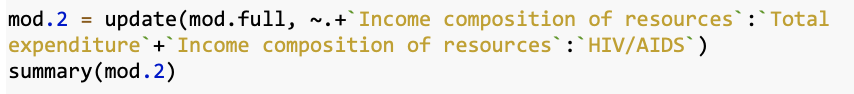 mod.2 = update(mod.full, ~.+`Income composition of resources`:`Total
expenditure`+`Income composition of resources`:`HIV/AIDS`)
summary(mod.2)